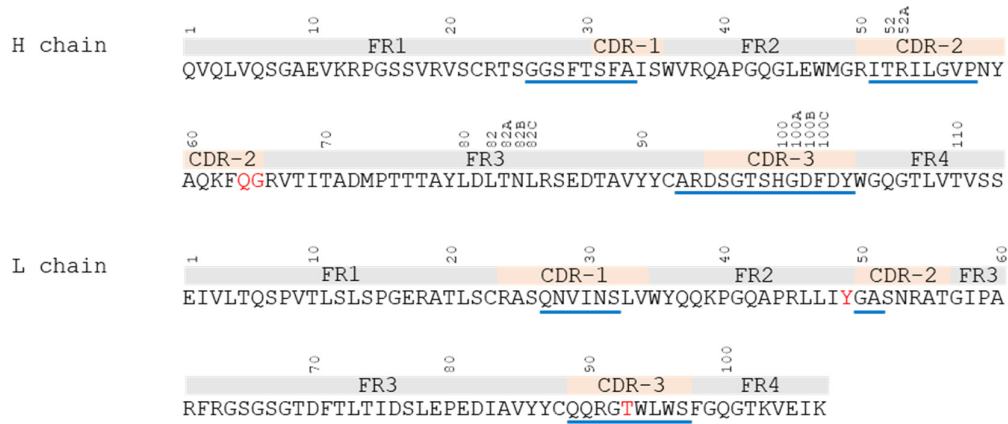 1 10 20 30 40 50 52 52A
H chain FR1 CDR-1 FR2 CDR-2
QVQLVQSGAEVKRPGSSVRVSCRTSGGSFTSFAISWVRQAPGQGLEWMGRITRILGVPNY
60 70 80 82 82A 82B 82C 90 100 100A 100B 100C 110
CDR-2 FR3 CDR-3 FR4
AQKFQGRVTITADMPTTTAYLDLTNLRSEDTAVYYCARDSGTSHGDFDYWGQGTLVTVSS
1 10 20 30 40 50 60
L chain FR1 CDR-1 FR2 CDR-2 FR3
EIVLTQSPVTLSLSPGERATLSCRASQNVINSLVWYQQKPGQAPRLLIYGASNRATGIPA
70 80 90 100
FR3 CDR-3 FR4
RFRGSGSGTDFTLTIDSLEPEDIAVYYCQQRGTWLWSFGQGTKVEIK